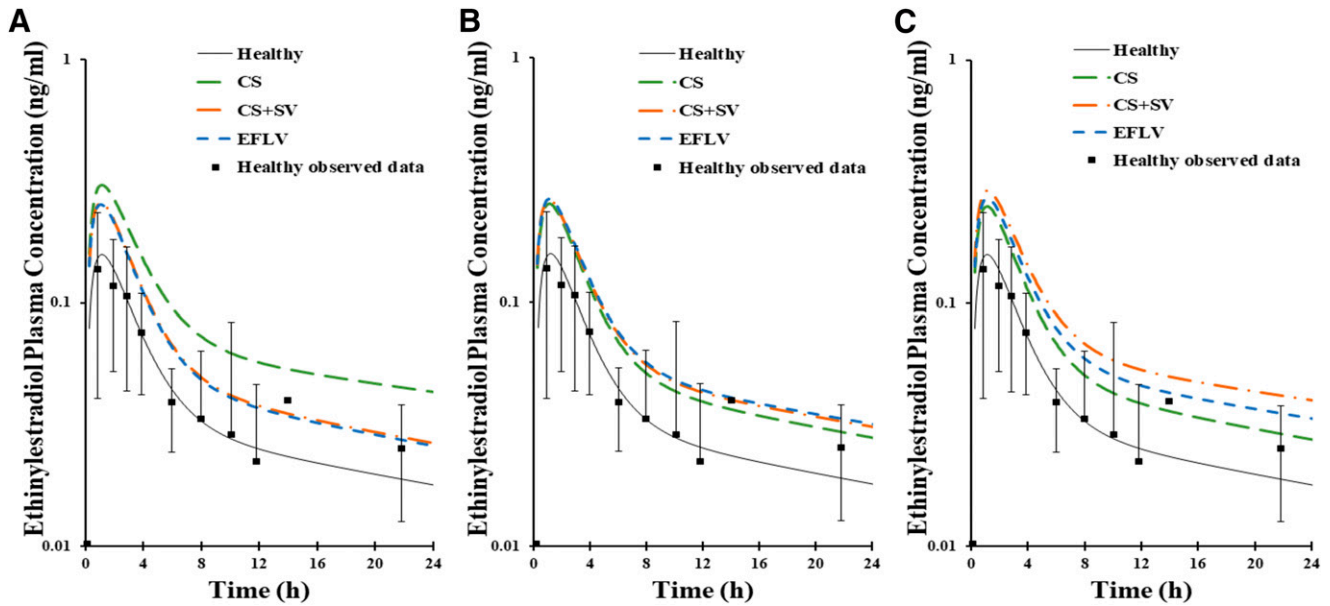 A
Ethinylestradiol Plasma Concentration (ng/ml)
1
0.1
0.01
Healthy
CS
CS+SV
EFLV
Healthy observed data
0 4 8 12 16 20 24
Time (h)
B
Ethinylestradiol Plasma Concentration (ng/ml)
1
0.1
0.01
Healthy
CS
CS+SV
EFLV
Healthy observed data
0 4 8 12 16 20 24
Time (h)
C
Ethinylestradiol Plasma Concentration (ng/ml)
1
0.1
0.01
Healthy
CS
CS+SV
EFLV
Healthy observed data
0 4 8 12 16 20 24
Time (h)